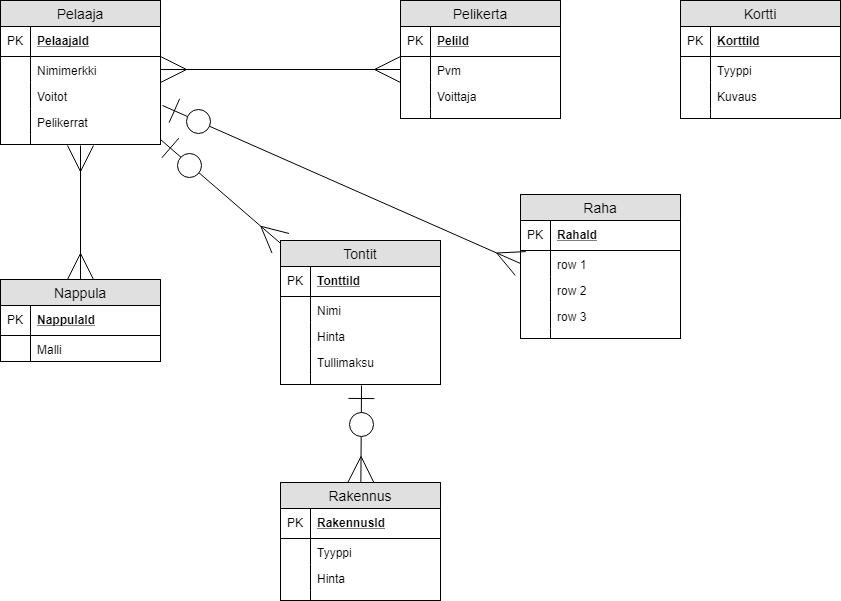 Pelaaja
PK PelaajaId
Nimimerkki
Voitot
Pelikerrat
Pelikerta
PK PeliId
Pvm
Voittaja
Kortti
PK KorttiId
Tyyppi
Kuvaus
Raha
PK RahaId
row 1
row 2
row 3
Tontit
PK TonttiId
Nimi
Hinta
Tullimaksu
Nappula
PK NappulaId
Malli
Rakennus
PK RakennusId
Tyyppi
Hinta